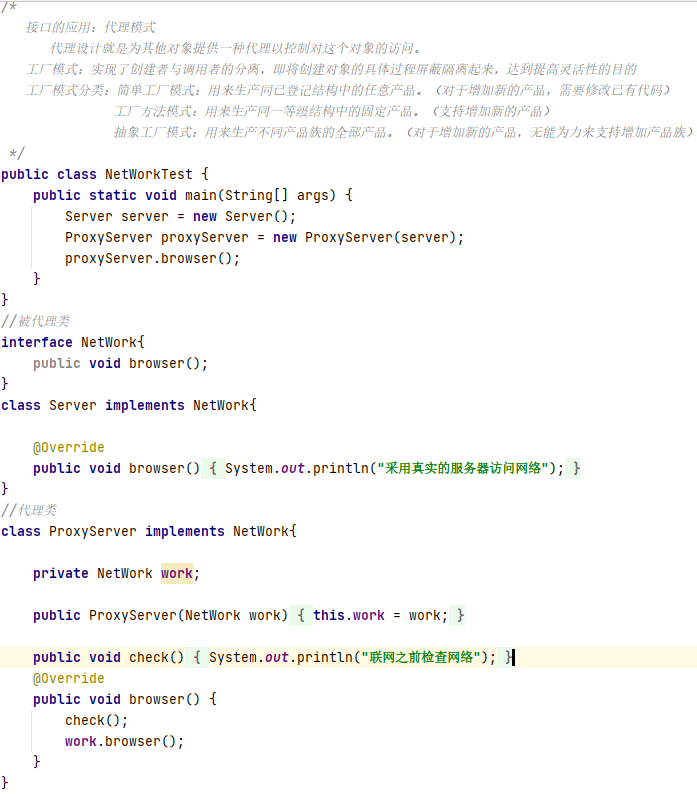 /*
接口的应用：代理模式
代理设计就是为其他对象提供一种代理以控制对这个对象的访问。
工厂模式：实现了创建者与调用者的分离，即将创建对象的具体过程屏蔽隔离起来，达到提高灵活性的目的
工厂模式分类：简单工厂模式：用来生产同已登记结构中的任意产品。（对于增加新的产品，需要修改已有代码）
工厂方法模式：用来生产同一等级结构中的固定产品。（支持增加新的产品）
抽象工厂模式：用来生产不同产品族的全部产品。（对于增加新的产品，无能为力来支持增加产品族）
*/
public class NetWorkTest {
public static void main(String[] args) {
Server server = new Server();
ProxyServer proxyServer = new ProxyServer(server);
proxyServer.browser();
}
}
//被代理类
interface NetWork{
public void browser();
}
class Server implements NetWork{
@Override
public void browser() { System.out.println("采用真实的服务器访问网络"); }
}
//代理类
class ProxyServer implements NetWork{
private NetWork work;
public ProxyServer(NetWork work) { this.work = work; }
public void check() { System.out.println("联网之前检查网络"); }
@Override
public void browser() {
check();
work.browser();
}
}